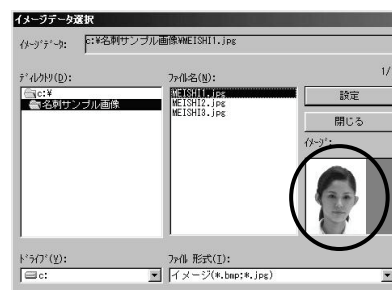 イメージデータ選択
ｲﾒｰｼﾞﾃﾞｰﾀ: c:¥名刺サンプル画像¥MEISHI1.jpg
ﾃﾞｨﾚｸﾄﾘ(D):
ﾌｧｲﾙ名(N):
1/
c:¥
名刺サンプル画像
MEISHI1.jpg
MEISHI2.jpg
MEISHI3.jpg
設定
閉じる
ｲﾒｰｼﾞ:
ﾄﾞﾗｲﾌﾞ(V):
ﾌｧｲﾙ 形式(I):
c:
イメージ(*.bmp;*.jpg)